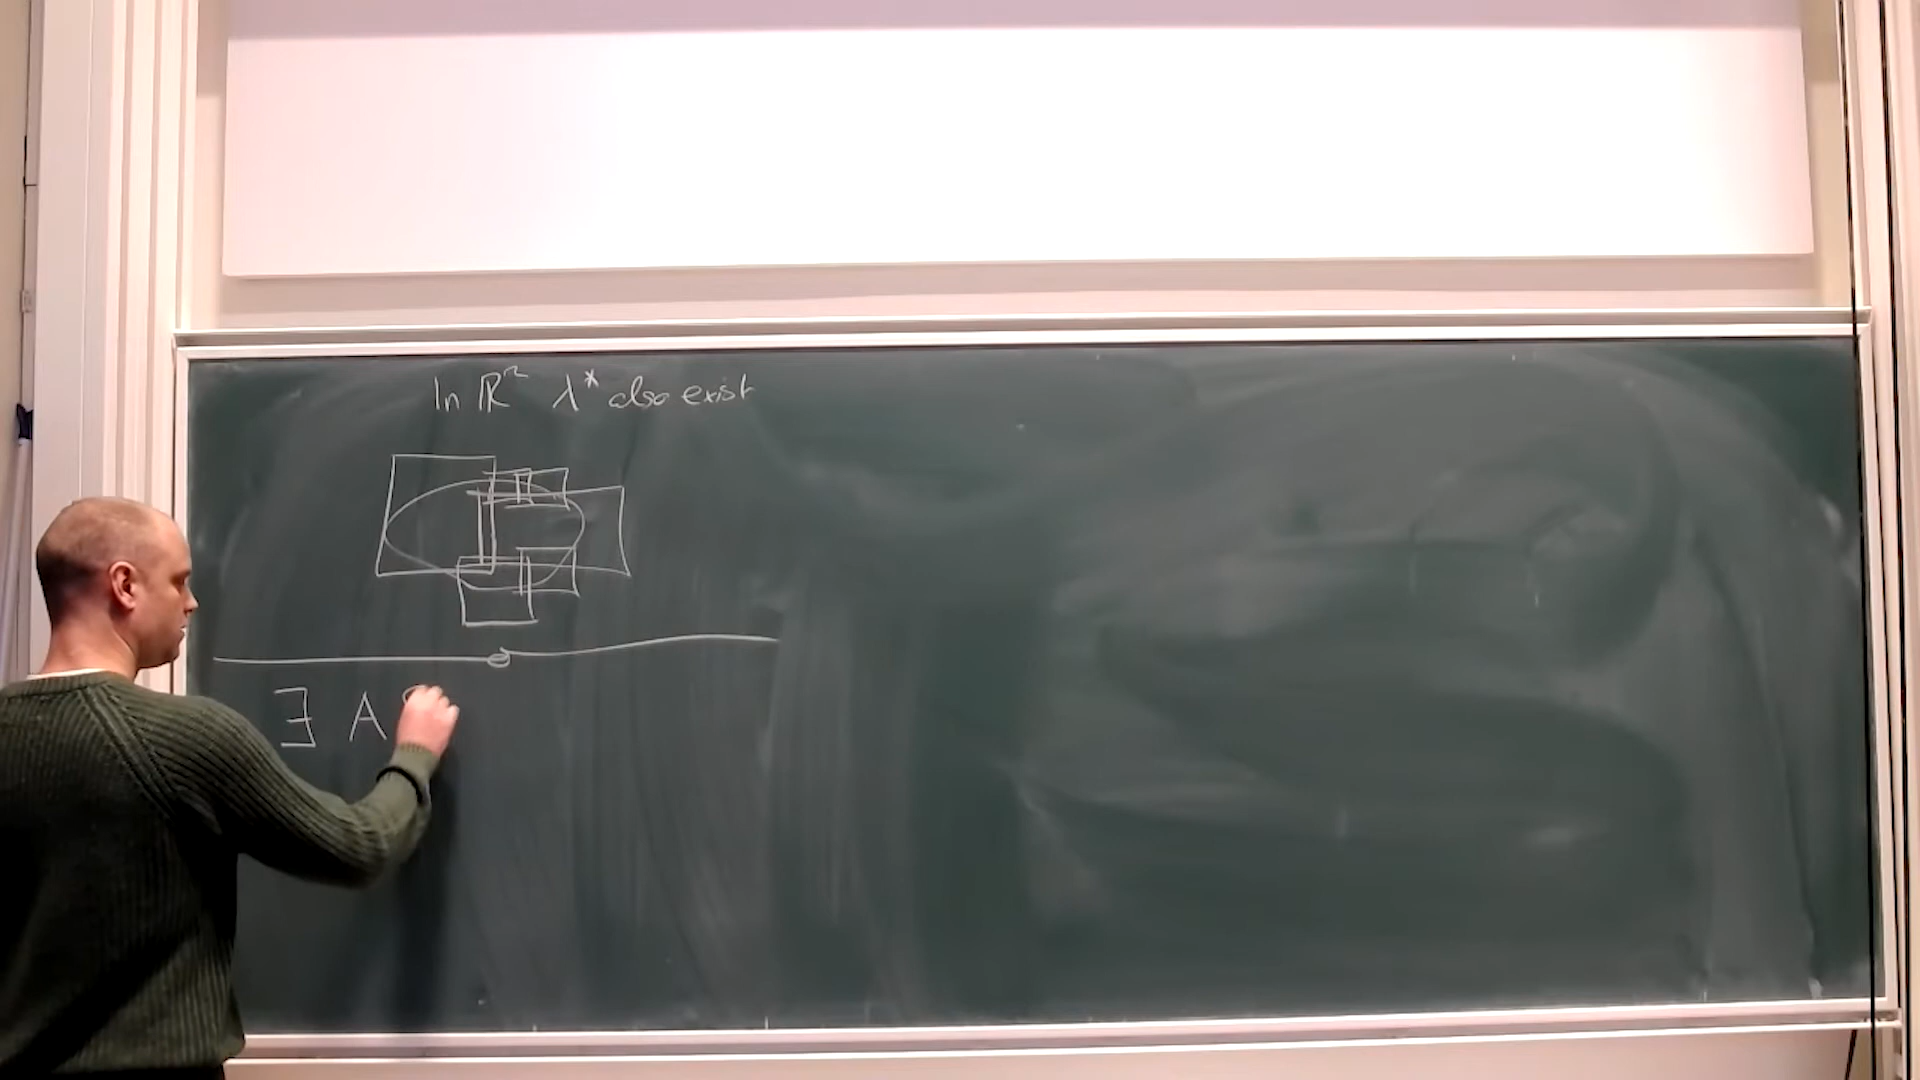 In ℝ² λ* also exist
∃ A